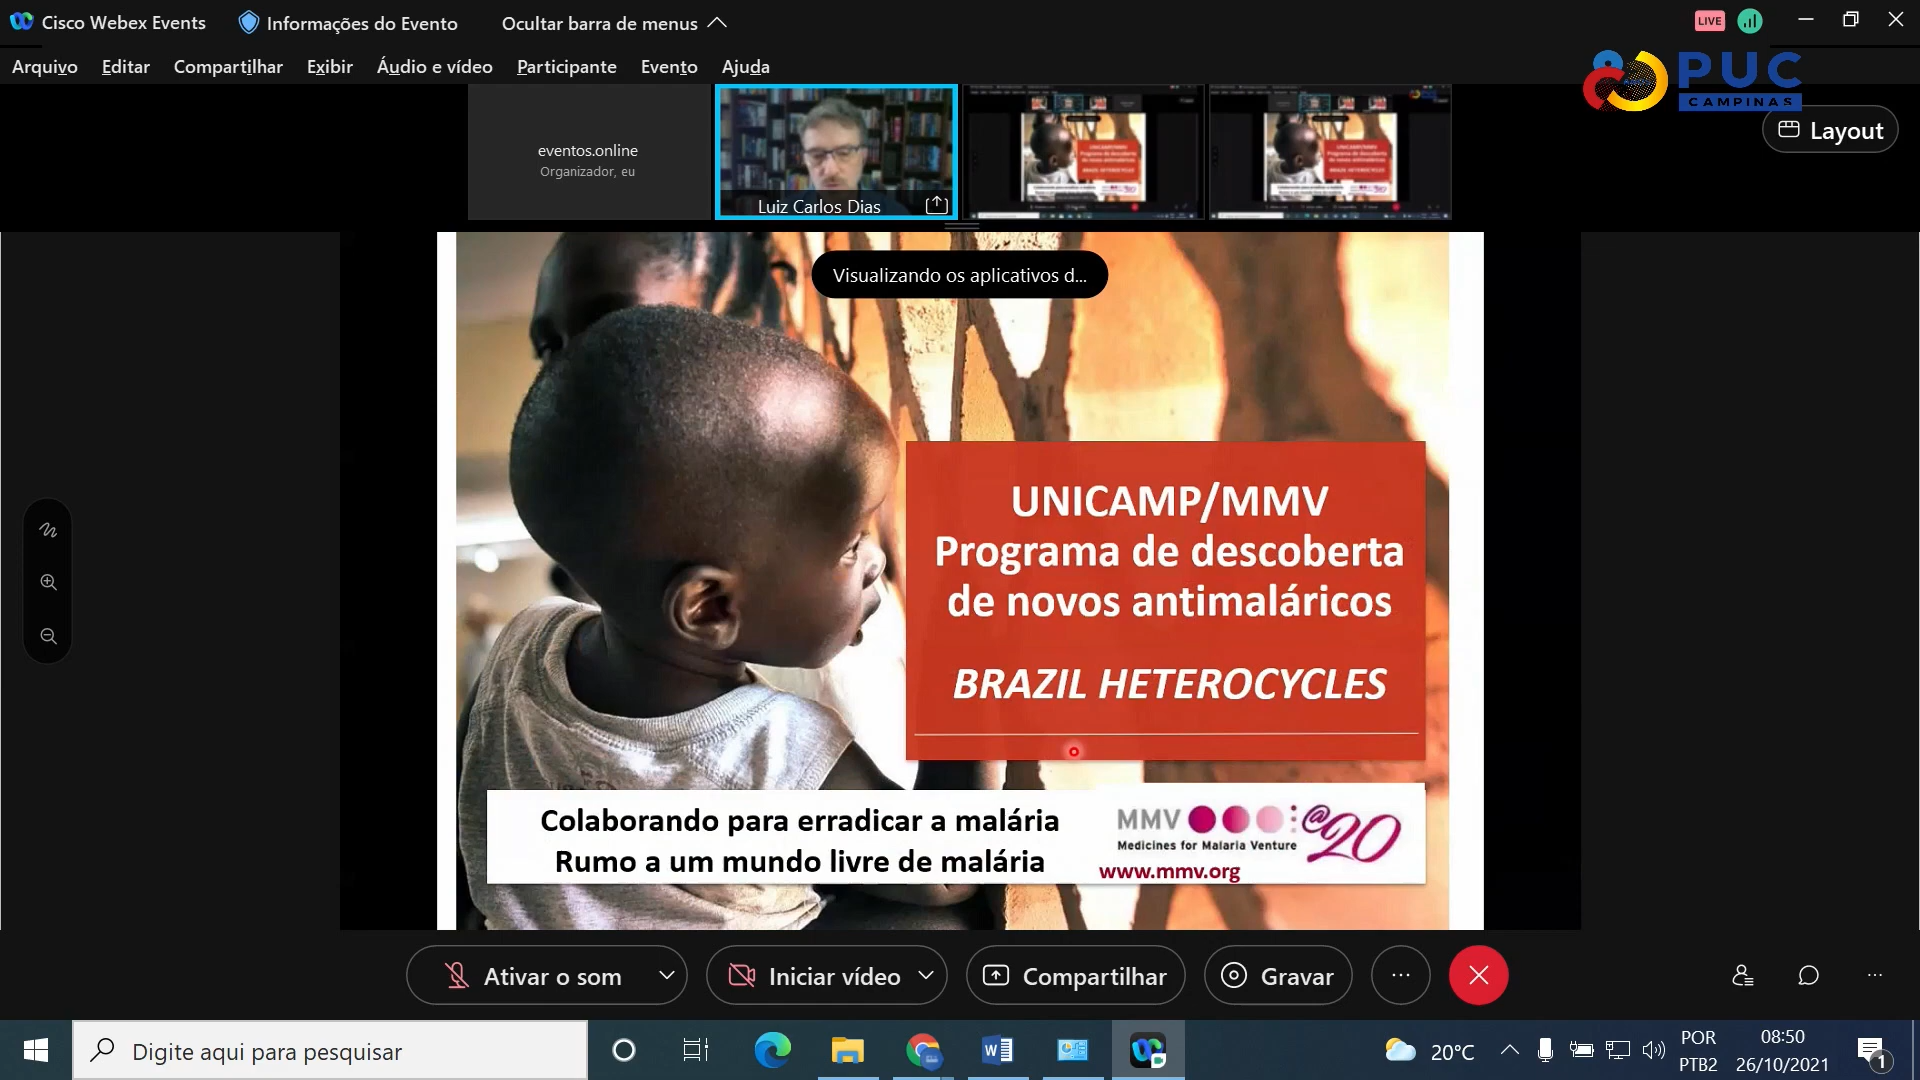 Cisco Webex Events
Informações do Evento
Ocultar barra de menus
LIVE
Arquivo Editar Compartilhar Exibir Áudio e vídeo Participante Evento Ajuda
PUC
CAMPINAS
Layout
eventos.online
Organizador, eu
Luiz Carlos Dias
Visualizando os aplicativos d...
UNICAMP/MMV
Programa de descoberta
de novos antimaláricos
BRAZIL HETEROCYCLES
Colaborando para erradicar a malária
Rumo a um mundo livre de malária
MMV @20
Medicines for Malaria Venture
www.mmv.org
Ativar o som
Iniciar vídeo
Compartilhar
Gravar
Digite aqui para pesquisar
20°C
POR
PTB2
08:50
26/10/2021
1